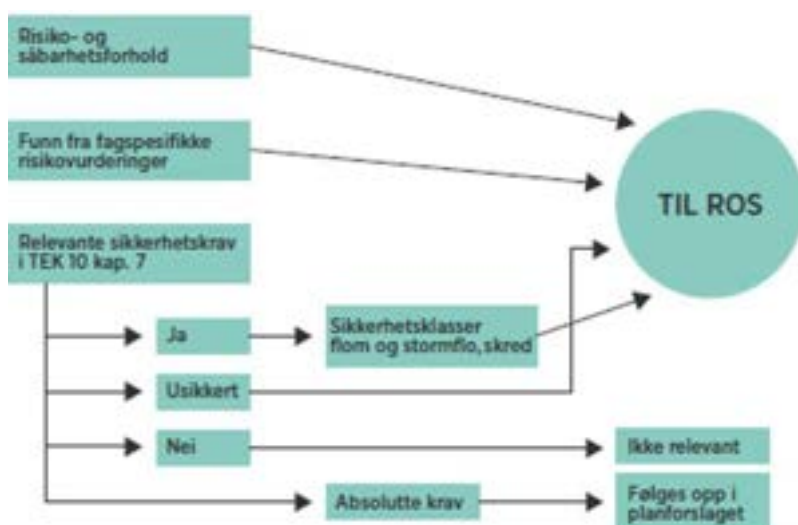 Risiko- og
såbarhetsforhold
Funn fra fagspesifikke
risikovurderinger
TIL ROS
Relevante sikkerhetskrav
i TEK 10 kap. 7
Ja
Sikkerhetsklasser
flom og stormflo, skred
Usikkert
Nei
Ikke relevant
Absolutte krav
Følges opp i
planforslaget